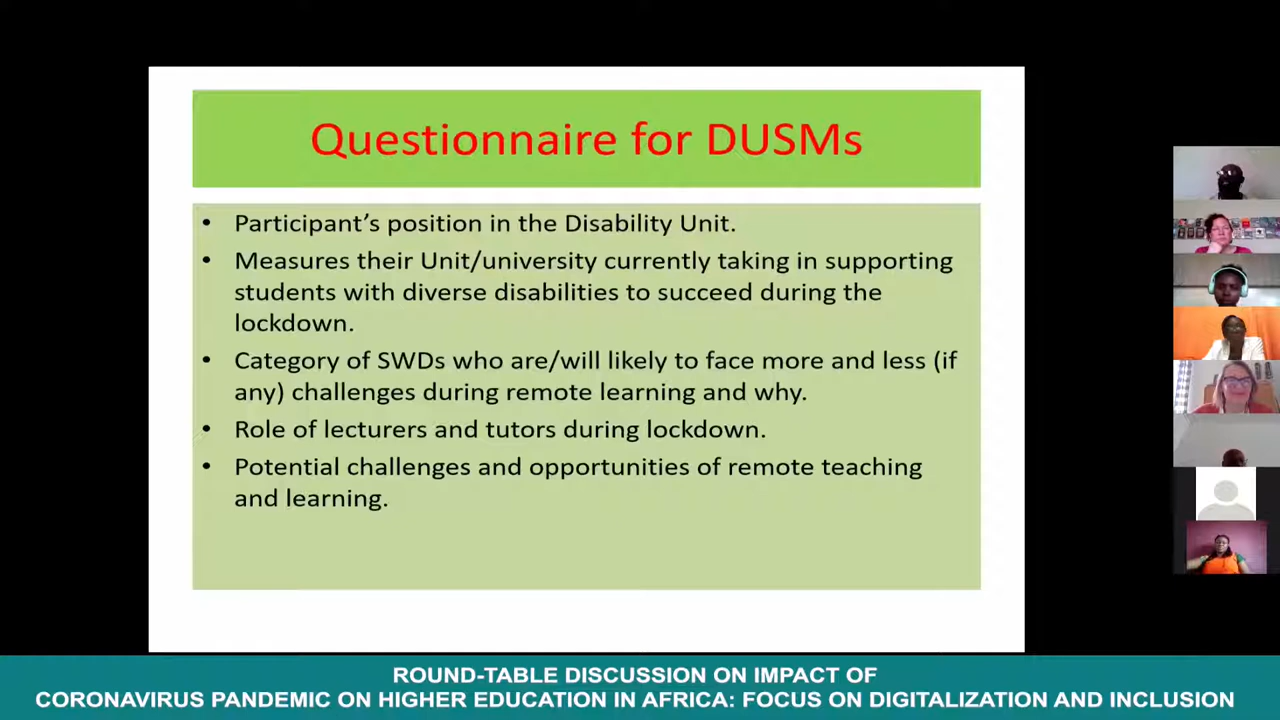 Questionnaire for DUSMs
• Participant's position in the Disability Unit.
• Measures their Unit/university currently taking in supporting
students with diverse disabilities to succeed during the
lockdown.
• Category of SWDs who are/will likely to face more and less (if
any) challenges during remote learning and why.
• Role of lecturers and tutors during lockdown.
• Potential challenges and opportunities of remote teaching
and learning.
ROUND-TABLE DISCUSSION ON IMPACT OF
CORONAVIRUS PANDEMIC ON HIGHER EDUCATION IN AFRICA: FOCUS ON DIGITALIZATION AND INCLUSION